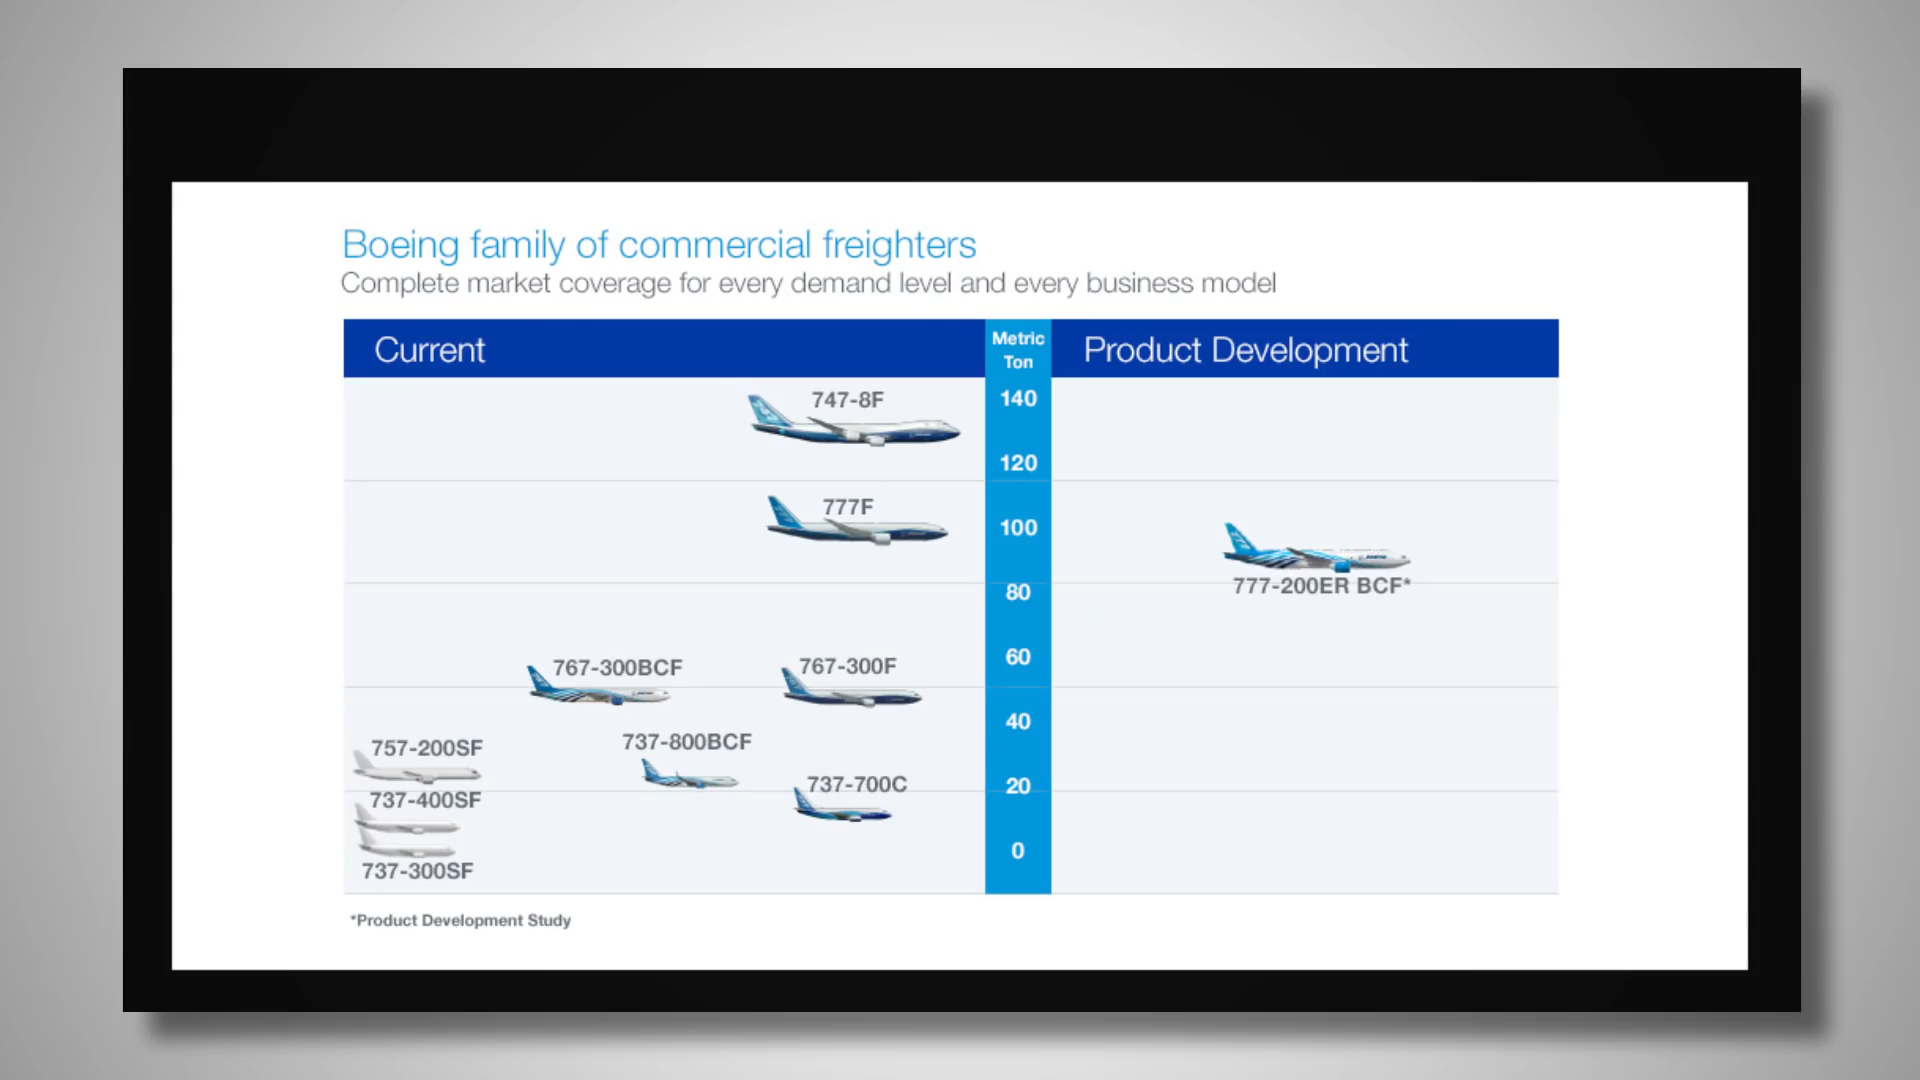 Boeing family of commercial freighters
Complete market coverage for every demand level and every business model
Current
Metric
Ton
Product Development
747-8F
140
120
777F
100
777-200ER BCF*
80
767-300BCF
767-300F
60
40
757-200SF
737-800BCF
737-700C
20
737-400SF
0
737-300SF
*Product Development Study